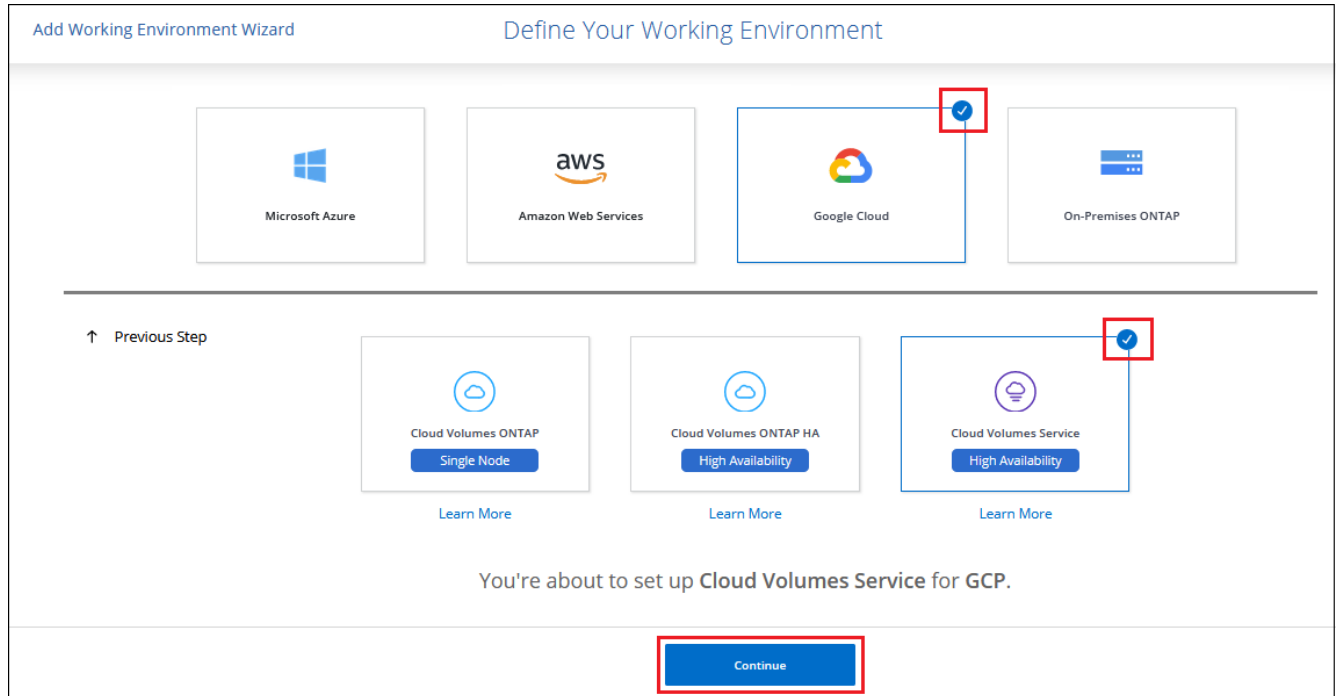 Add Working Environment Wizard
Define Your Working Environment
aws
Microsoft Azure
Amazon Web Services
Google Cloud
On-Premises ONTAP
↑ Previous Step
Cloud Volumes ONTAP
Single Node
Learn More
Cloud Volumes ONTAP HA
High Availability
Learn More
Cloud Volumes Service
High Availability
Learn More
You're about to set up Cloud Volumes Service for GCP.
Continue